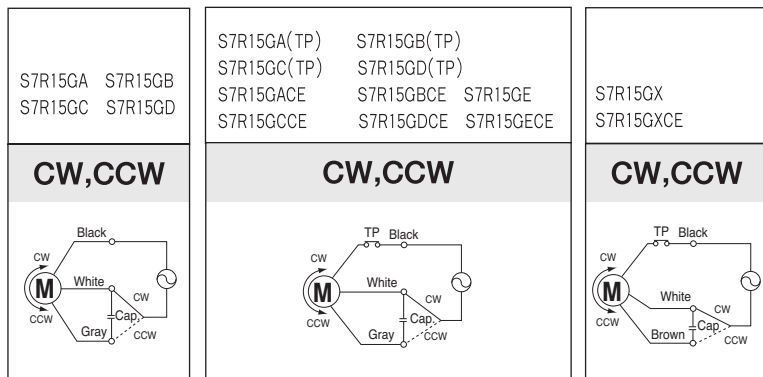 S7R15GA S7R15GB
S7R15GC S7R15GD
CW,CCW
Black
CW
M
White
CW
Cap.
CCW
CCW
Gray
S7R15GA(TP) S7R15GB(TP)
S7R15GC(TP) S7R15GD(TP)
S7R15GACE S7R15GBCE S7R15GE
S7R15GCCE S7R15GDCE S7R15GECE
CW,CCW
TP Black
CW
M
White
CW
Cap.
CCW
CCW
Gray
S7R15GX
S7R15GXCE
CW,CCW
TP Black
CW
M
White
CW
Cap.
CCW
CCW
Brown